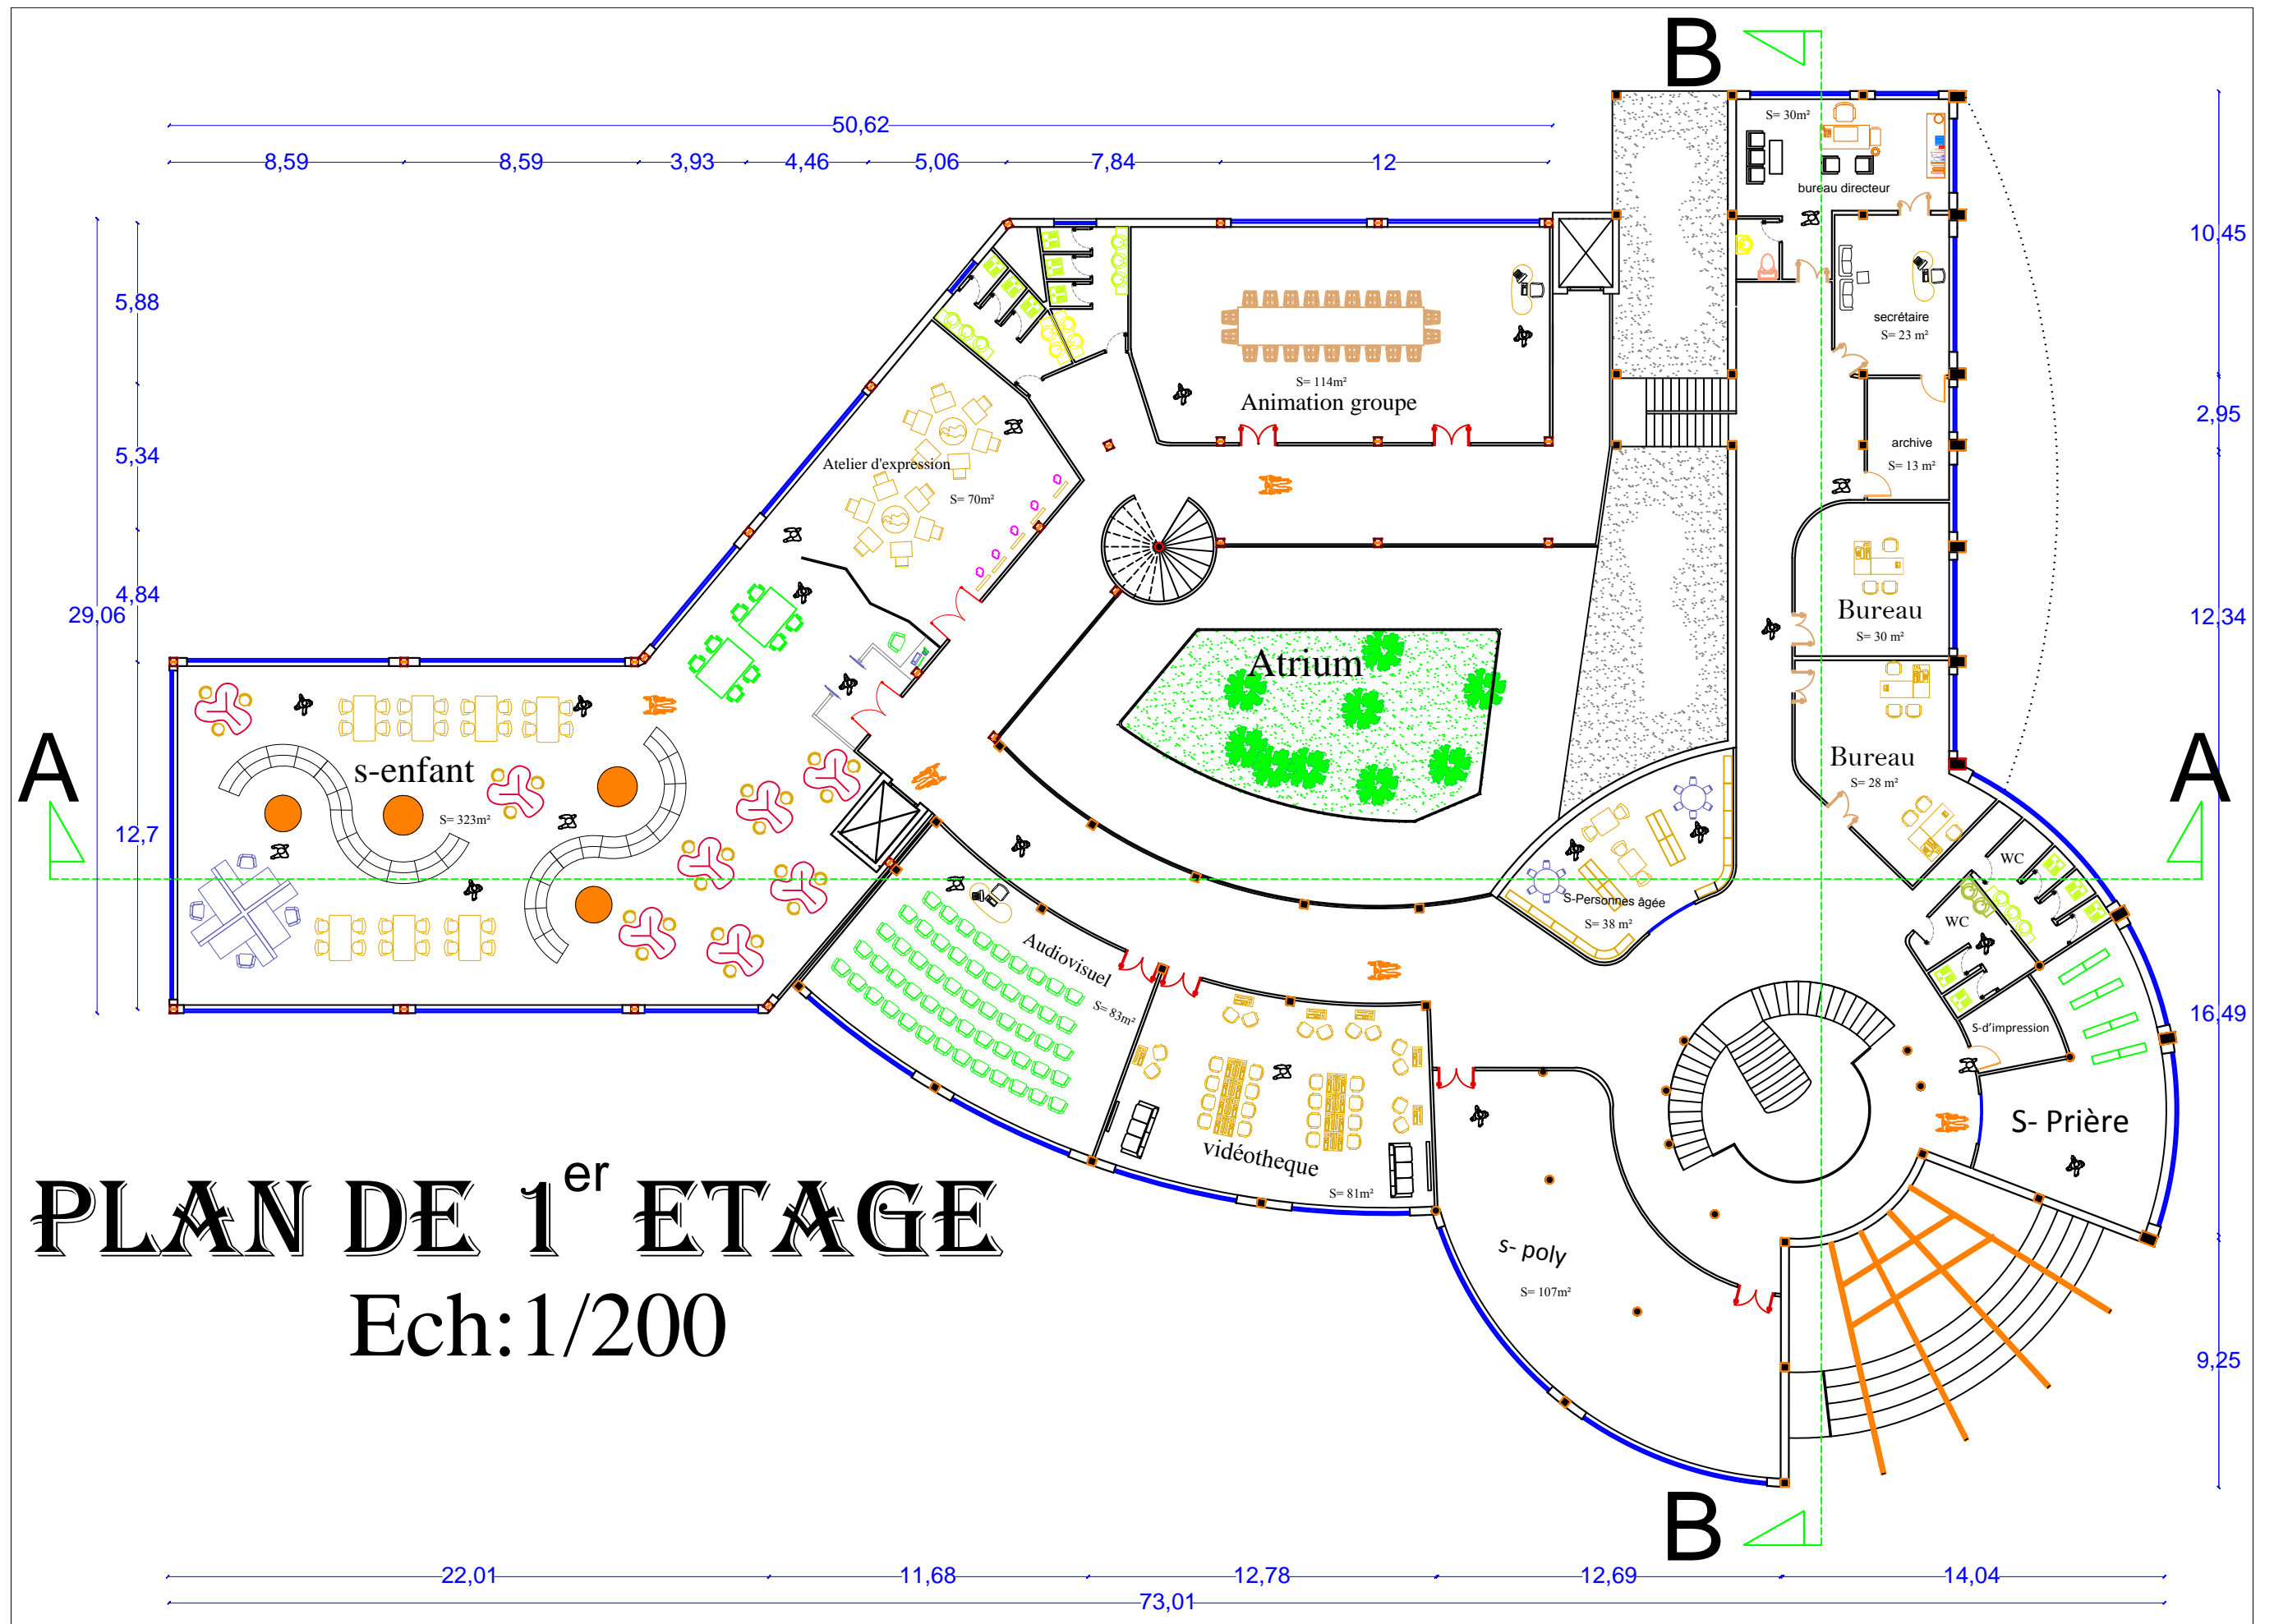 B
50,62
8,59
8,59
3,93
4,46
5,06
7,84
12
S= 30m²
bureau directeur
10,45
5,88
secrétaire
S= 23 m²
S= 114m²
Animation groupe
2,95
5,34
Atelier d'expression
S= 70m²
archive
S= 13 m²
4,84
29,06
Bureau
S= 30 m²
12,34
Atrium
A
s-enfant
S= 323m²
Bureau
S= 28 m²
A
12,7
WC
S-Personnes âgée
S= 38 m²
WC
Audiovisuel
S= 83m²
16,49
S-d'impression
S- Prière
vidéotheque
S= 81m²
PLAN DE 1er ETAGE
Ech:1/200
s- poly
S= 107m²
9,25
B
22,01
11,68
12,78
12,69
14,04
73,01